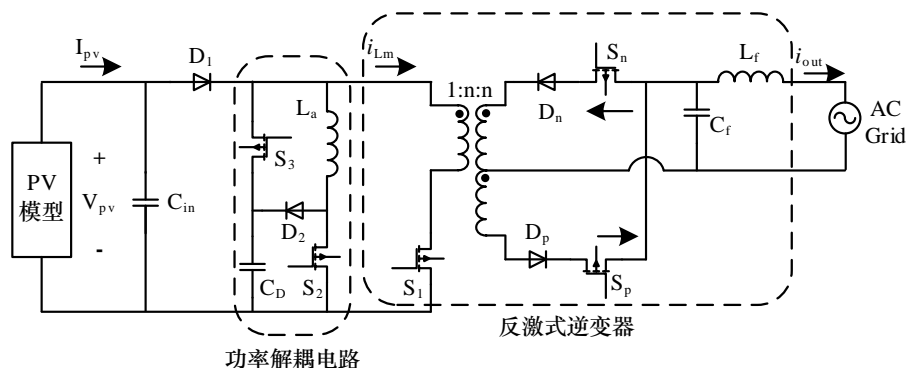 I_pv
D_1
i_Lm
S_n
L_f
i_out
1:n:n
L_a
D_n
C_f
AC
Grid
S_3
PV
模型
+
V_pv
-
C_in
D_2
D_p
C_D
S_2
S_1
S_p
反激式逆变器
功率解耦电路